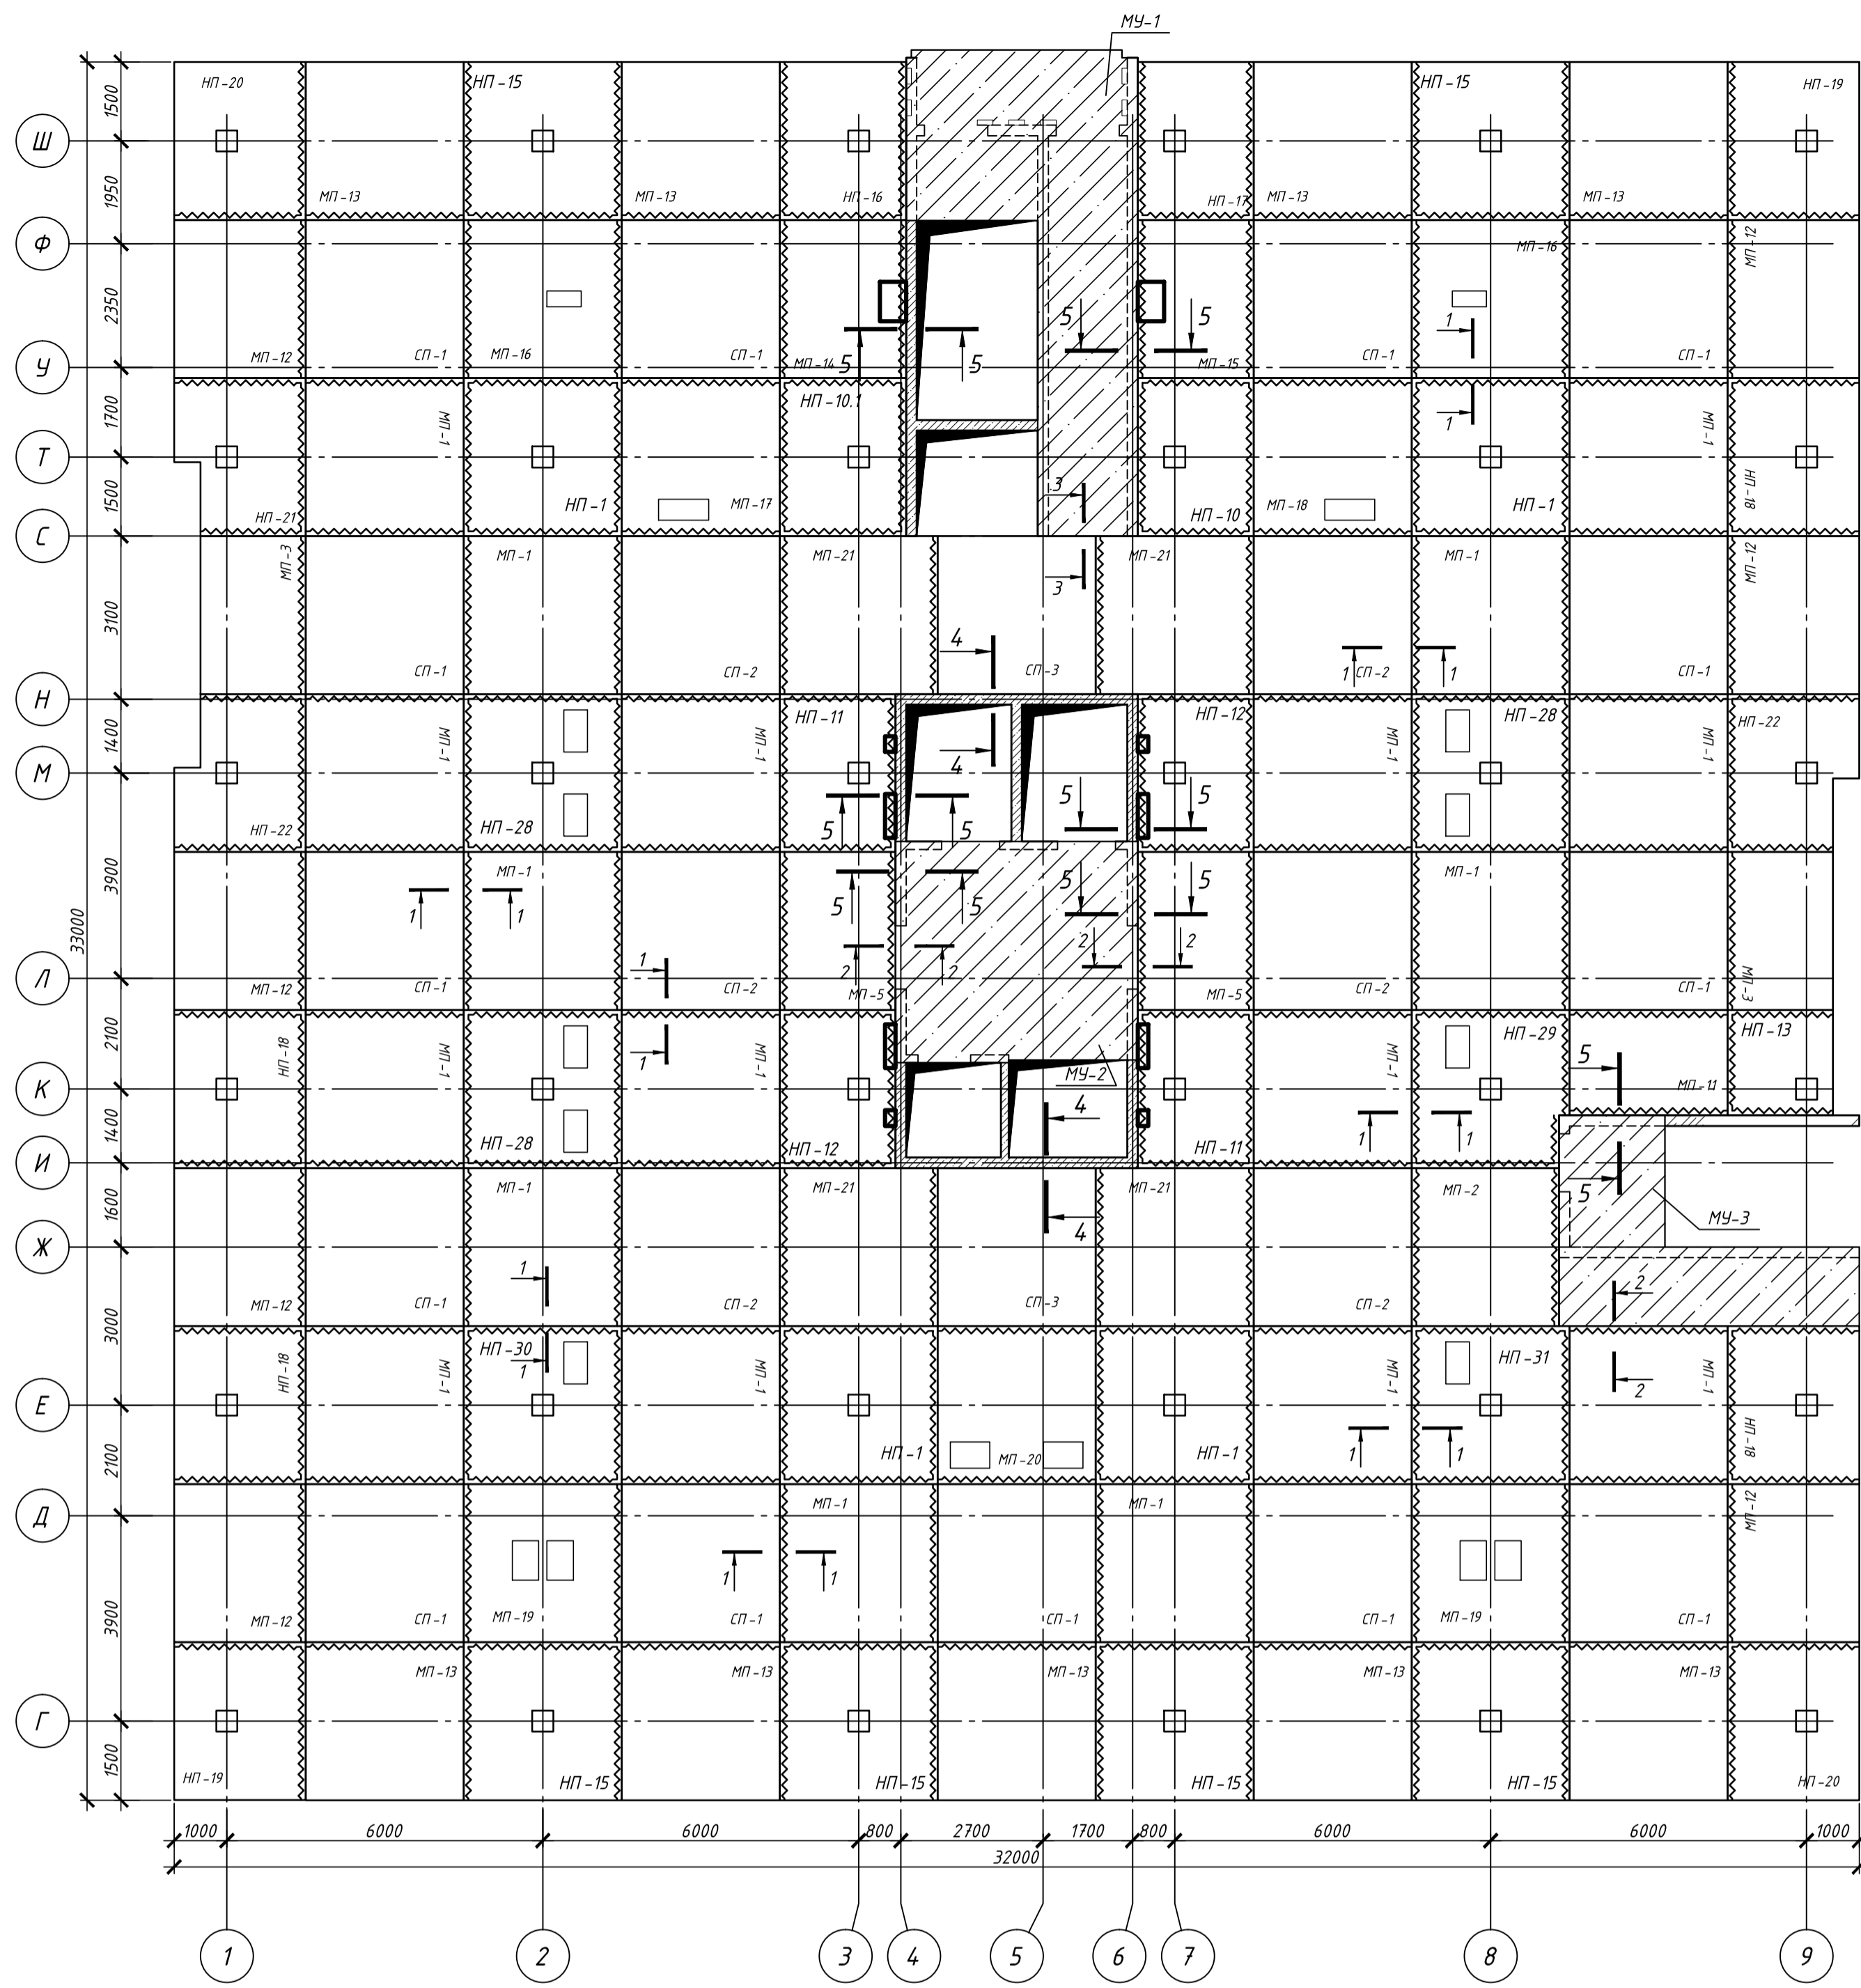 МУ-1
НП-20
НП-15
НП-15
НП-19
1500
Ш
1950
МП-13
МП-13
НП-16
НП-17
МП-13
МП-13
Ф
МП-16
МП-12
2350
5
5
5
5
1
МП-12
СП-1
МП-16
СП-1
МП-14
МП-15
СП-1
СП-1
У
1700
МП-1
НП-10.1
1
МП-1
Т
1500
НП-21
НП-1
МП-17
3
НП-10
МП-18
НП-1
НП-18
С
МП-3
МП-1
МП-21
МП-21
МП-1
МП-12
3
3100
4
СП-1
СП-2
СП-3
1
СП-2
1
СП-1
Н
1400
МП-1
МП-1
НП-11
НП-12
МП-1
НП-28
МП-1
НП-22
4
М
5
5
НП-22
НП-28
5
5
3900
МП-1
5
5
МП-1
1
1
5
5
33000
1
2
2
2
2
Л
МП-12
СП-1
СП-2
МП-5
МП-5
СП-2
СП-1
МП-3
2100
НП-18
МП-1
1
МП-1
МП-1
НП-29
5
НП-13
К
МУ-2
МП-11
1400
4
1
1
НП-28
НП-12
НП-11
И
МП-1
МП-21
МП-21
МП-2
5
1600
4
МУ-3
Ж
1
2
МП-12
СП-1
СП-2
СП-3
СП-2
3000
НП-18
МП-1
НП-30
1
МП-1
МП-1
НП-31
2
МП-1
Е
2100
НП-1
МП-20
НП-1
1
1
НП-18
Д
МП-1
МП-1
МП-12
1
1
3900
МП-12
СП-1
МП-19
СП-1
СП-1
СП-1
МП-19
СП-1
МП-13
МП-13
МП-13
МП-13
МП-13
Г
1500
НП-19
НП-15
НП-15
НП-15
НП-15
НП-20
1000
6000
6000
800
2700
1700
800
6000
6000
1000
32000
1
2
3
4
5
6
7
8
9